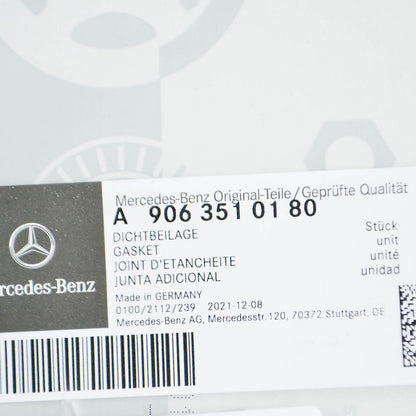 Mercedes-Benz Original-Teile/Geprüfte Qualität
A 906 351 01 80
DICHTBEILAGE Stück
GASKET unit
JOINT D'ETANCHEITE unité
JUNTA ADICIONAL unidad
rcedes-Benz
Made in GERMANY
0100/2112/239 2021-12-08
Mercedes-Benz AG, Mercedesstr.120, 70372 Stuttgart, DE